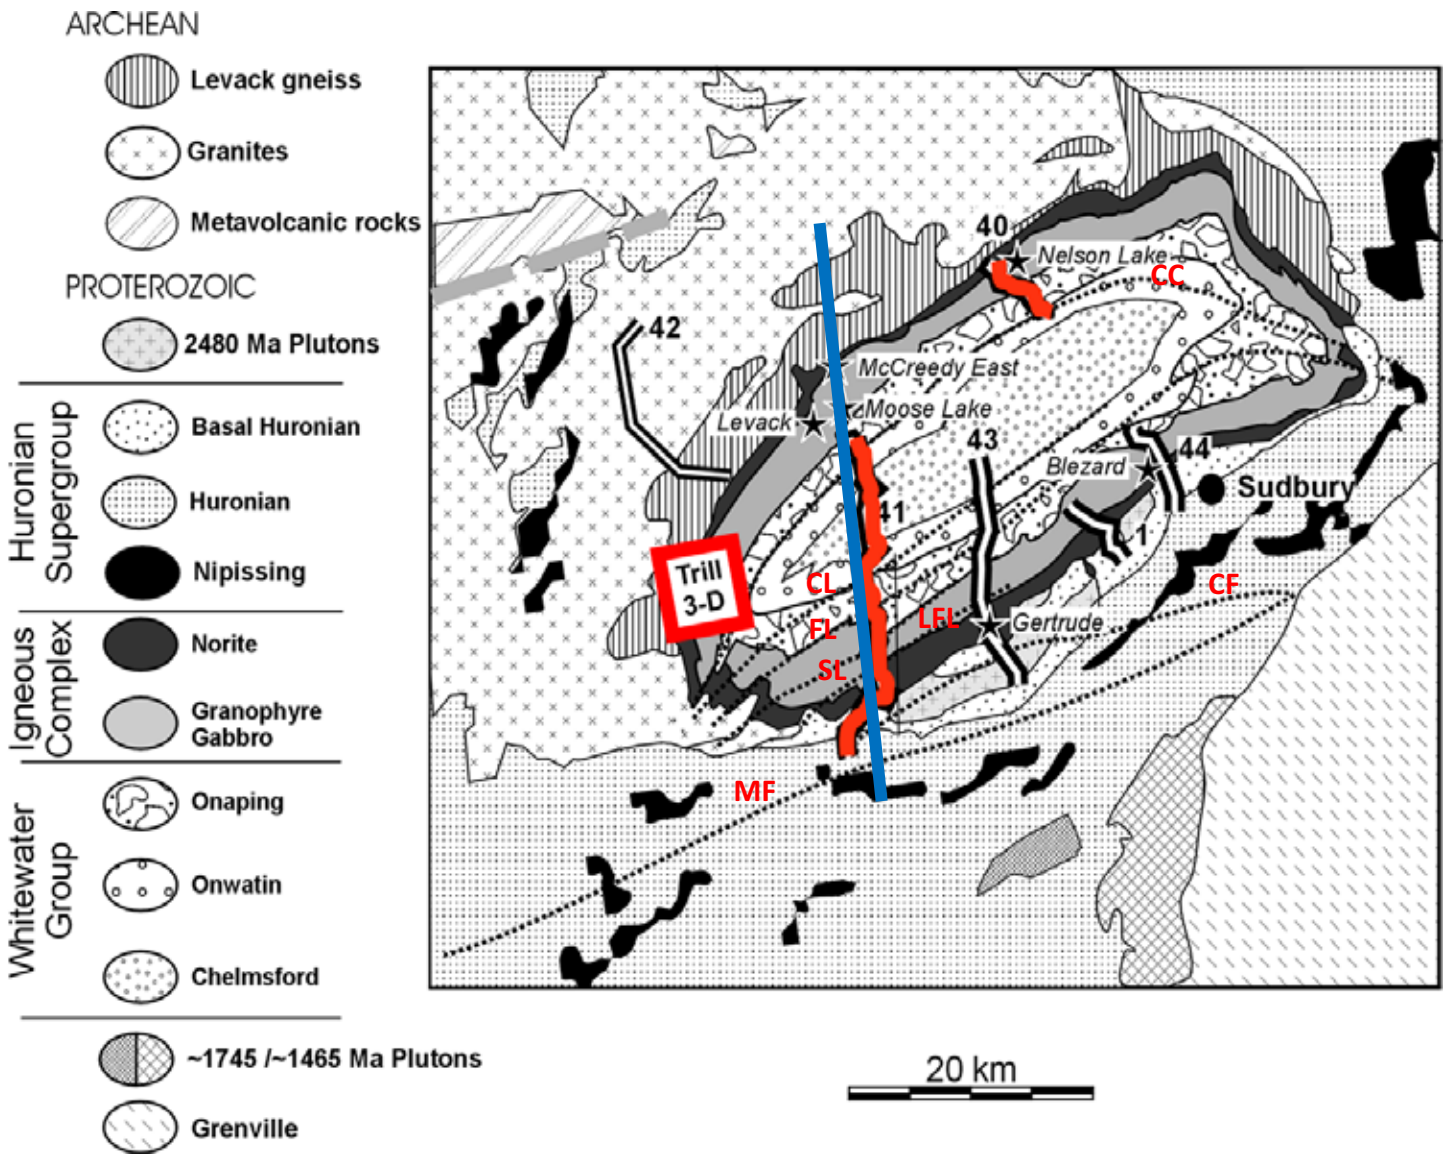 ARCHEAN
Levack gneiss
Granites
Metavolcanic rocks
PROTEROZOIC
2480 Ma Plutons
Huronian
Supergroup
Basal Huronian
Huronian
Nipissing
Igneous
Complex
Norite
Granophyre
Gabbro
Whitewater
Group
Onaping
Onwatin
Chelmsford
~1745 /~1465 Ma Plutons
Grenville
40
Nelson Lake
CC
42
McCreedy East
Moose Lake
Levack
43
44
Blezard
Sudbury
41
1
Trill
3-D
CL
FL
LFL
SL
Gertrude
CF
MF
20 km